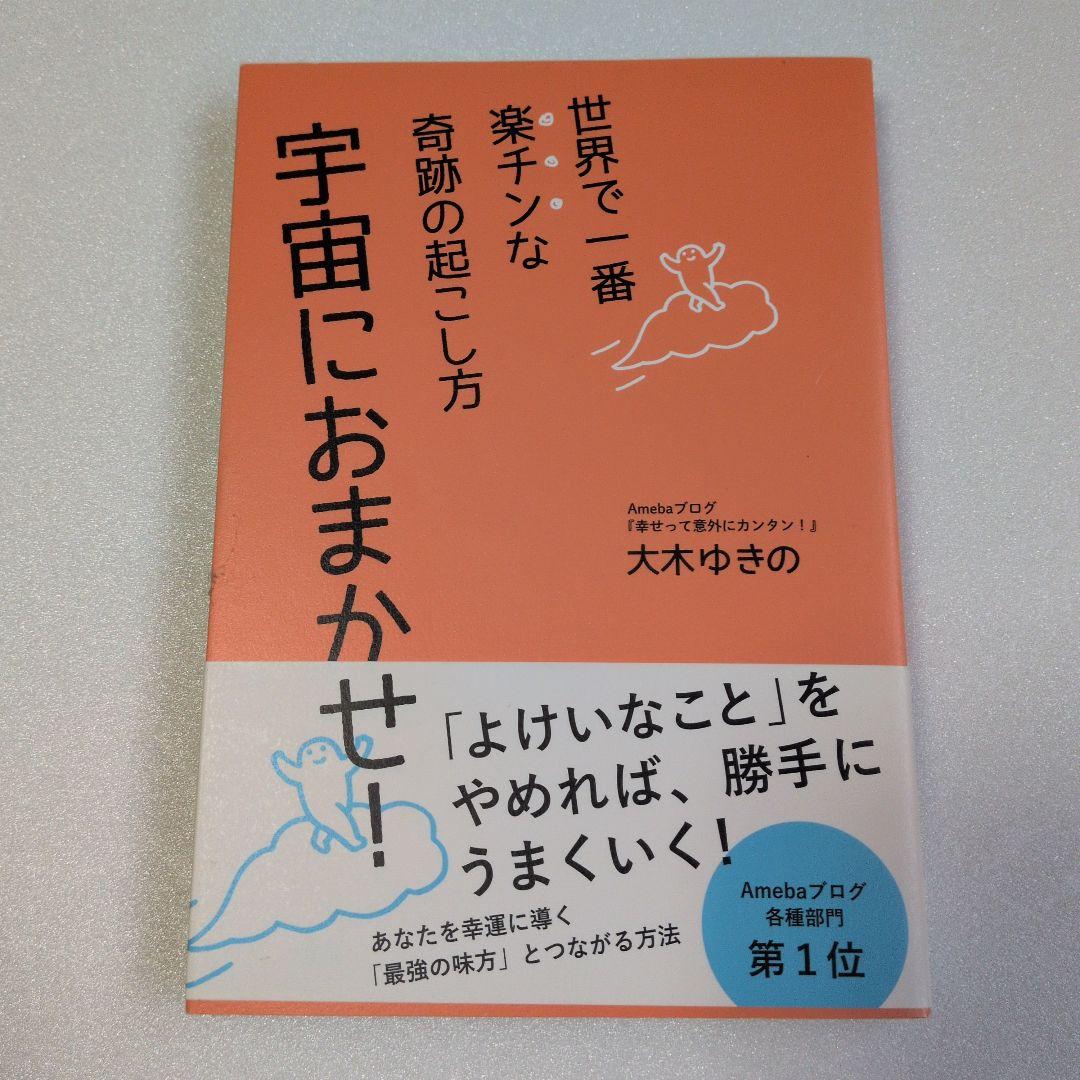 世界で一番
楽チンな
奇跡の起こし方
宇宙におまかせ！
Amebaブログ
『幸せって意外にカンタン！』
大木ゆきの
「よけいなこと」を
やめれば、勝手に
うまくいく！
あなたを幸運に導く
「最強の味方」とつながる方法
Amebaブログ
各種部門
第1位